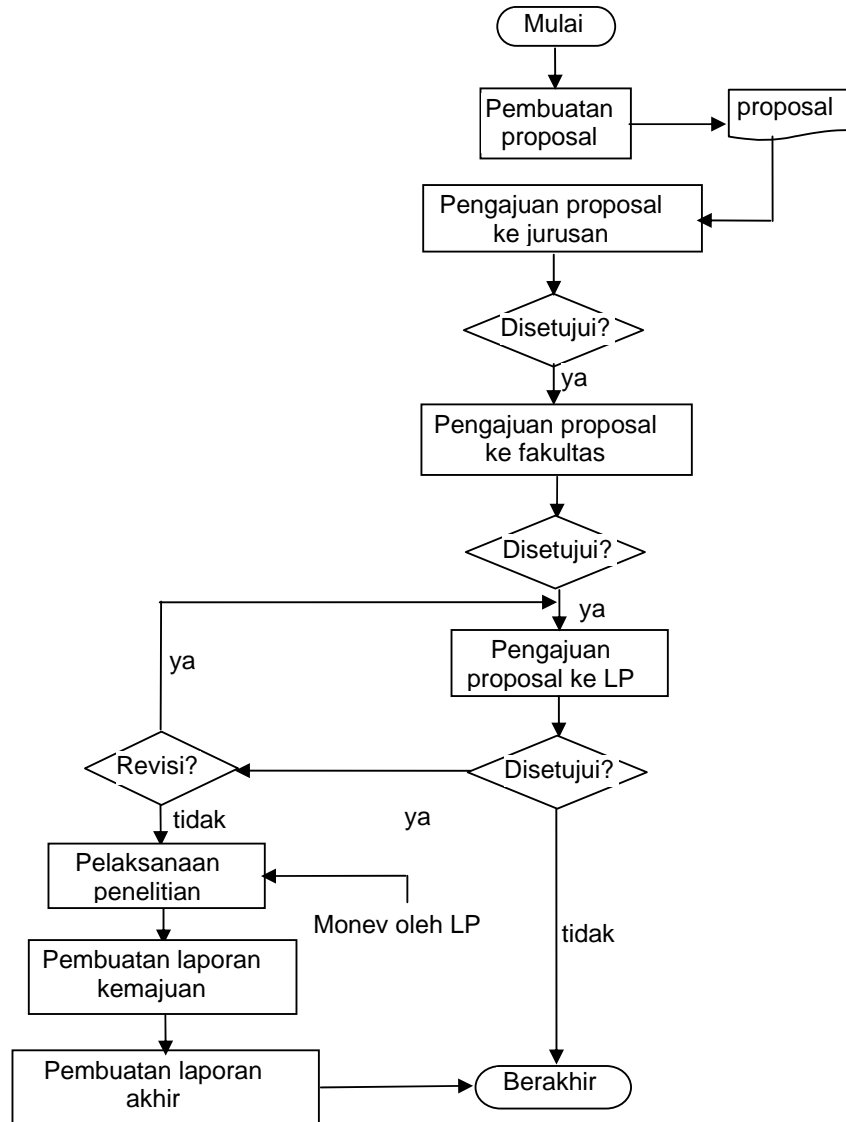 Mulai
Pembuatan
proposal
proposal
Pengajuan proposal
ke jurusan
Disetujui?
ya
Pengajuan proposal
ke fakultas
Disetujui?
ya
Pengajuan
proposal ke LP
ya
Revisi?
Disetujui?
tidak
ya
Pelaksanaan
penelitian
Monev oleh LP
tidak
Pembuatan laporan
kemajuan
Pembuatan laporan
akhir
Berakhir